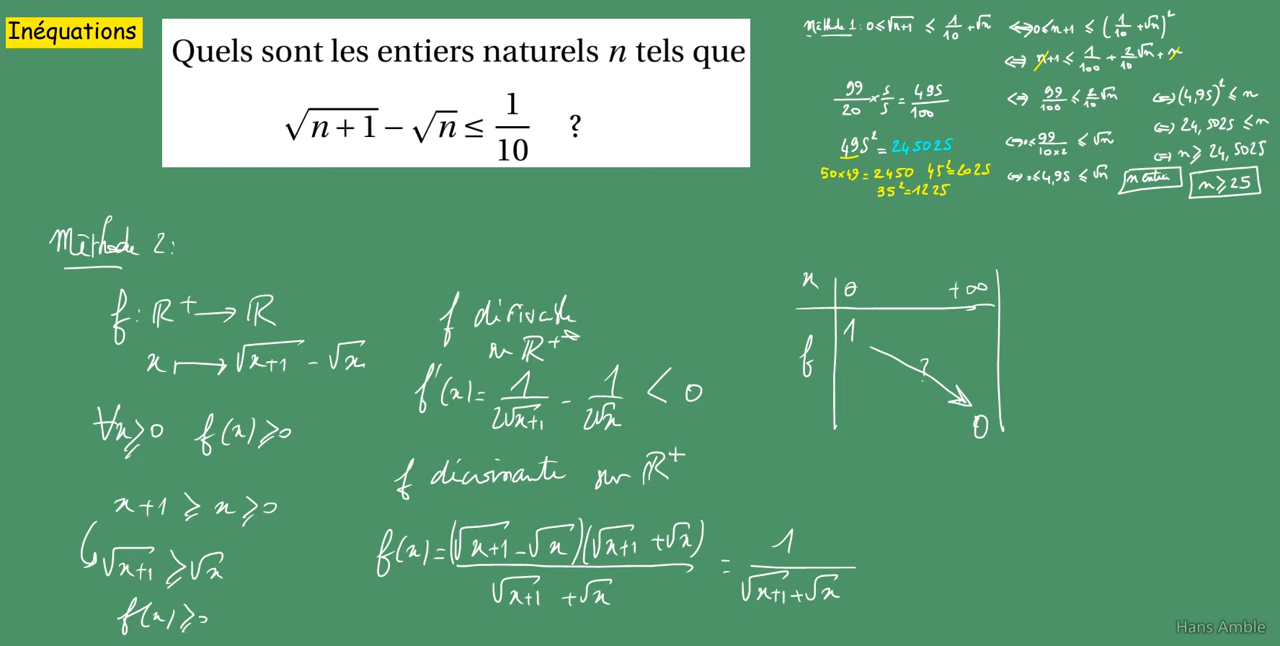 Inéquations
Quels sont les entiers naturels n tels que
√(n+1) − √n ≤ 1/10 ?
Méthode 1 : 0 ≤ √(n+1) ≤ 1/10 + √n ⟺ 0 ≤ n+1 ≤ (1/10 + √n)²
⟺ n+1 ≤ 1/100 + 2/10 √n + n
⟺ 99/100 ≤ 2/10 √n
⟺ 0 ≤ 99/(10×2) ≤ √n
⟺ 0 ≤ 4,95 ≤ √n
⟺ (4,95)² ≤ n
⟺ 24,5025 ≤ n
⟺ n ≥ 24,5025
n entier
n ≥ 25
99/20 × 5/5 = 495/100
495² = 245025
50×49 = 2450 45² = 2025
35² = 1225
Méthode 2 :
f : ℝ⁺ ⟶ ℝ
x ⟼ √(x+1) − √x
∀x ≥ 0 f(x) ≥ 0
x+1 ≥ x ≥ 0
√(x+1) ≥ √x
f(x) ≥ 0
f dérivable
sur ℝ⁺*
f'(x) = 1/(2√(x+1)) − 1/(2√x) < 0
f décroissante sur ℝ⁺
f(x) = (√(x+1) − √x)(√(x+1) + √x)/(√(x+1) + √x) = 1/(√(x+1) + √x)
x 0 +∞
f 1 ? 0
Hans Amble